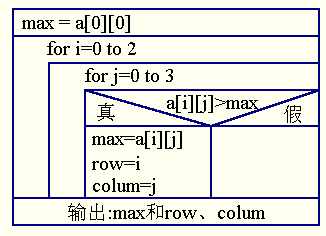 max = a[0][0]
for i=0 to 2
for j=0 to 3
a[i][j]>max
真 假
max=a[i][j]
row=i
colum=j
输出:max和row、colum